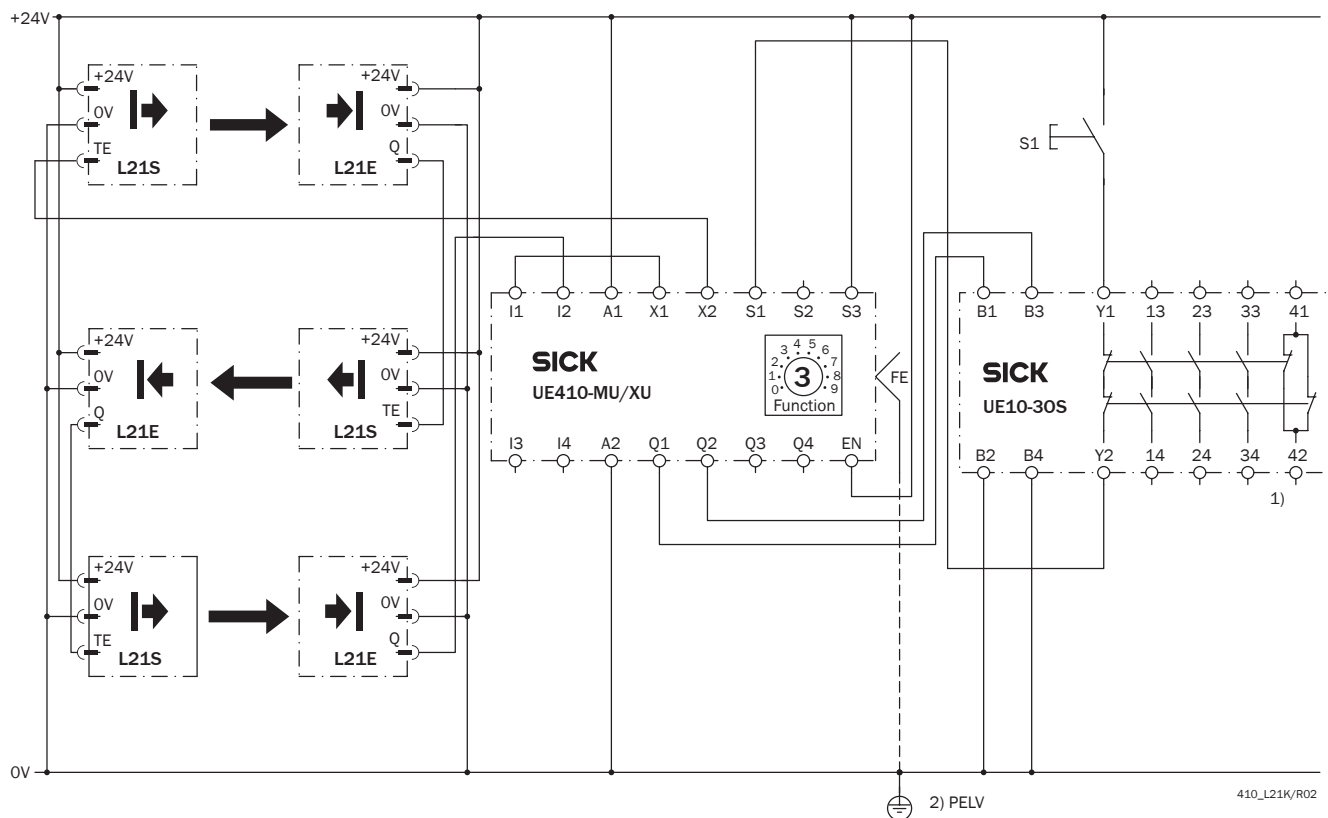 +24V
+24V
0V
TE
L21S
+24V
0V
Q
L21E
S1
+24V
0V
Q
L21E
+24V
0V
TE
L21S
I1 I2 A1 X1 X2 S1 S2 S3
SICK
UE410-MU/XU
0 1 2 3 4 5 6 7 8 9
3
Function
FE
I3 I4 A2 Q1 Q2 Q3 Q4 EN
B1 B3 Y1 13 23 33 41
SICK
UE10-3OS
B2 B4 Y2 14 24 34 42
1)
+24V
0V
TE
L21S
+24V
0V
Q
L21E
0V
2) PELV
410_L21K/R02